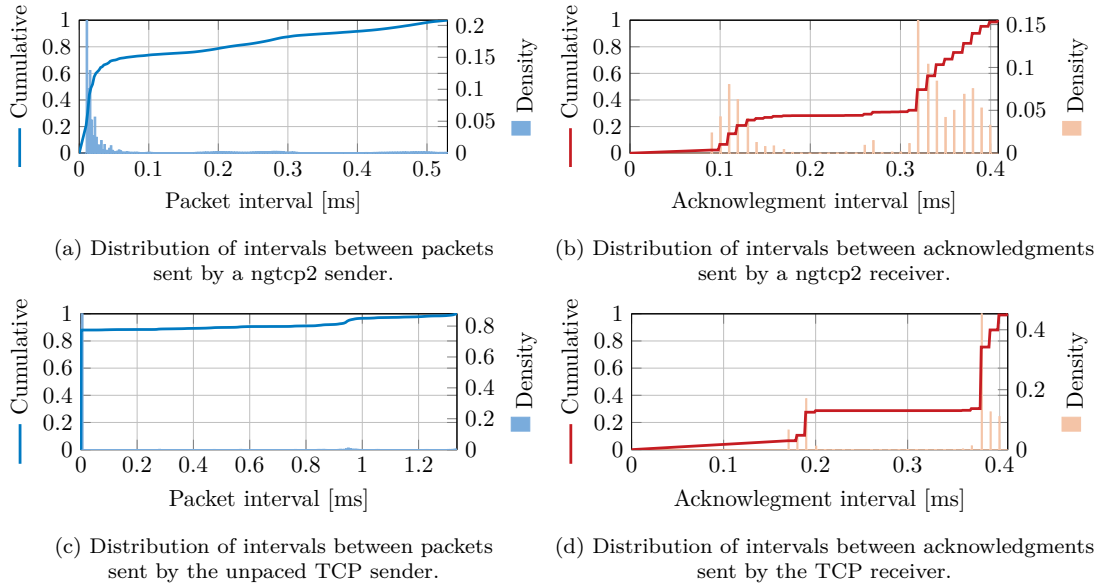 Cumulative
1
0.8
0.6
0.4
0.2
0
0 0.1 0.2 0.3 0.4 0.5
0.2
0.15
0.1
0.05
0
Density
Packet interval [ms]
(a) Distribution of intervals between packets
sent by a ngtcp2 sender.
Cumulative
1
0.8
0.6
0.4
0.2
0
0 0.1 0.2 0.3 0.4
0.15
0.1
0.05
0
Density
Acknowlegment interval [ms]
(b) Distribution of intervals between acknowledgments
sent by a ngtcp2 receiver.
Cumulative
1
0.8
0.6
0.4
0.2
0
0 0.2 0.4 0.6 0.8 1 1.2
0.8
0.6
0.4
0.2
0
Density
Packet interval [ms]
(c) Distribution of intervals between packets
sent by the unpaced TCP sender.
Cumulative
1
0.8
0.6
0.4
0.2
0
0 0.1 0.2 0.3 0.4
0.4
0.2
0
Density
Acknowlegment interval [ms]
(d) Distribution of intervals between acknowledgments
sent by the TCP receiver.